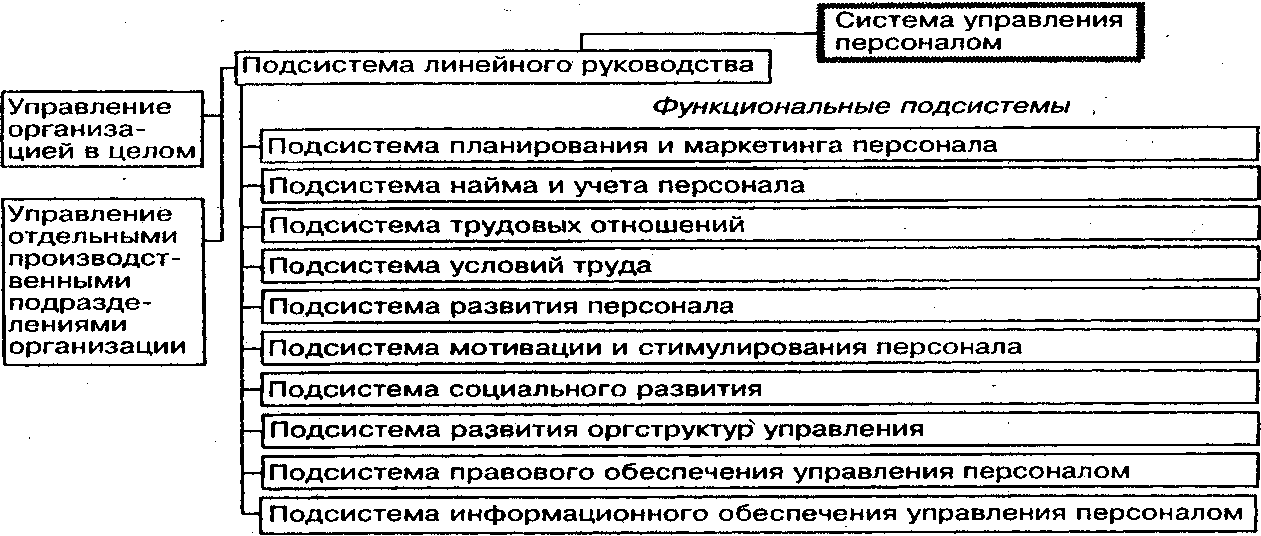 Система управления
персоналом
Подсистема линейного руководства
Управление
организа-
цией в целом
Управление
отдельными
производст-
венными
подразде-
лениями
организации
Функциональные подсистемы
Подсистема планирования и маркетинга персонала
Подсистема найма и учета персонала
Подсистема трудовых отношений
Подсистема условий труда
Подсистема развития персонала
Подсистема мотивации и стимулирования персонала
Подсистема социального развития
Подсистема развития оргструктур управления
Подсистема правового обеспечения управления персоналом
Подсистема информационного обеспечения управления персоналом